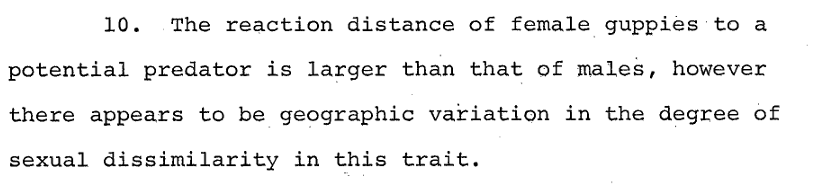 10. The reaction distance of female guppies to a
potential predator is larger than that of males, however
there appears to be geographic variation in the degree of
sexual dissimilarity in this trait.